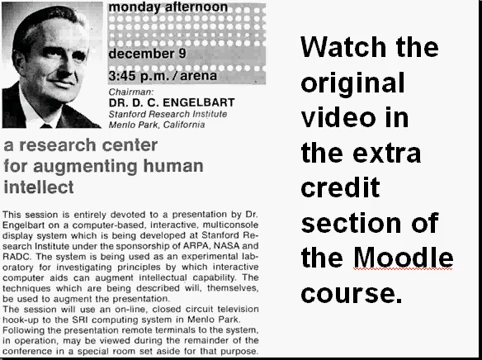 monday afternoon
december 9
3:45 p.m. / arena
Chairman:
DR. D. C. ENGELBART
Stanford Research Institute
Menlo Park, California
a research center
for augmenting human
intellect
This session is entirely devoted to a presentation by Dr.
Engelbart on a computer-based, interactive, multiconsole
display system which is being developed at Stanford Re-
search Institute under the sponsorship of ARPA, NASA and
RADC. The system is being used as an experimental lab-
oratory for investigating principles by which interactive
computer aids can augment intellectual capability. The
techniques which are being described will, themselves,
be used to augment the presentation.
The session will use an on-line, closed circuit television
hook-up to the SRI computing system in Menlo Park.
Following the presentation remote terminals to the system,
in operation, may be viewed during the remainder of the
conference in a special room set aside for that purpose.
Watch the
original
video in
the extra
credit
section of
the Moodle
course.